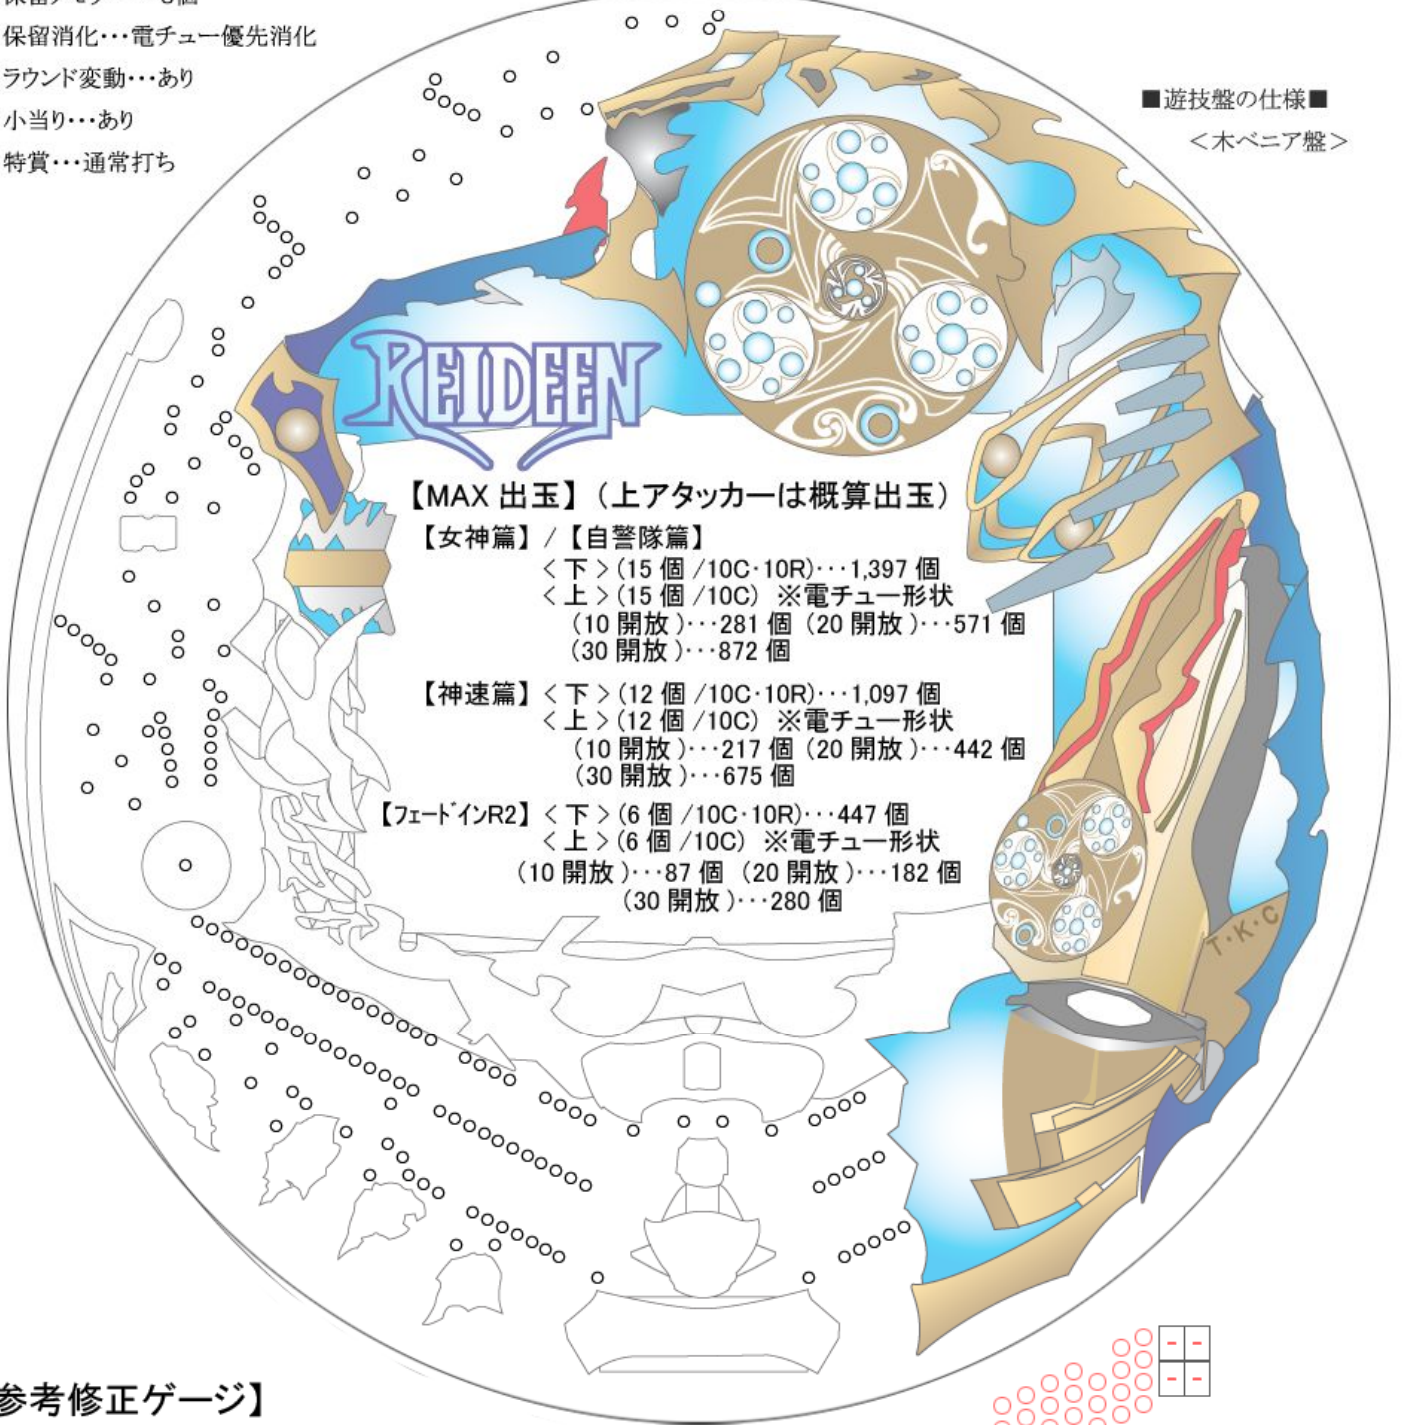 保留消化･･･電チュー優先消化
ラウンド変動･･･あり
小当り･･･あり
特賞･･･通常打ち
■遊技盤の仕様■
＜木ベニア盤＞
REIDEEN
【MAX 出玉】（上アタッカーは概算出玉）
【女神篇】/【自警隊篇】
＜下＞(15 個 /10C･10R)･･･1,397 個
＜上＞(15 個 /10C) ※電チュー形状
(10 開放 )･･･281 個 (20 開放 )･･･571 個
(30 開放 )･･･872 個
【神速篇】＜下＞(12 個 /10C･10R)･･･1,097 個
＜上＞(12 個 /10C) ※電チュー形状
(10 開放 )･･･217 個 (20 開放 )･･･442 個
(30 開放 )･･･675 個
【フェードインR2】＜下＞(6 個 /10C･10R)･･･447 個
＜上＞(6 個 /10C) ※電チュー形状
(10 開放 )･･･87 個 (20 開放 )･･･182 個
(30 開放 )･･･280 個
T･K･C
- -
- -
参考修正ゲージ】